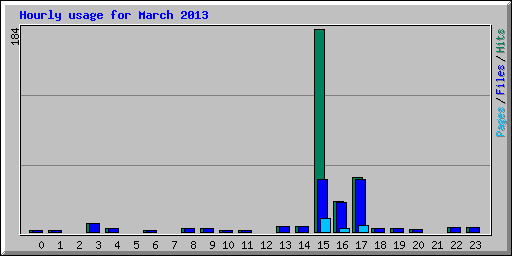 Hourly usage for March 2013
184
Pages/Files/Hits
0 1 2 3 4 5 6 7 8 9 10 11 12 13 14 15 16 17 18 19 20 21 22 23